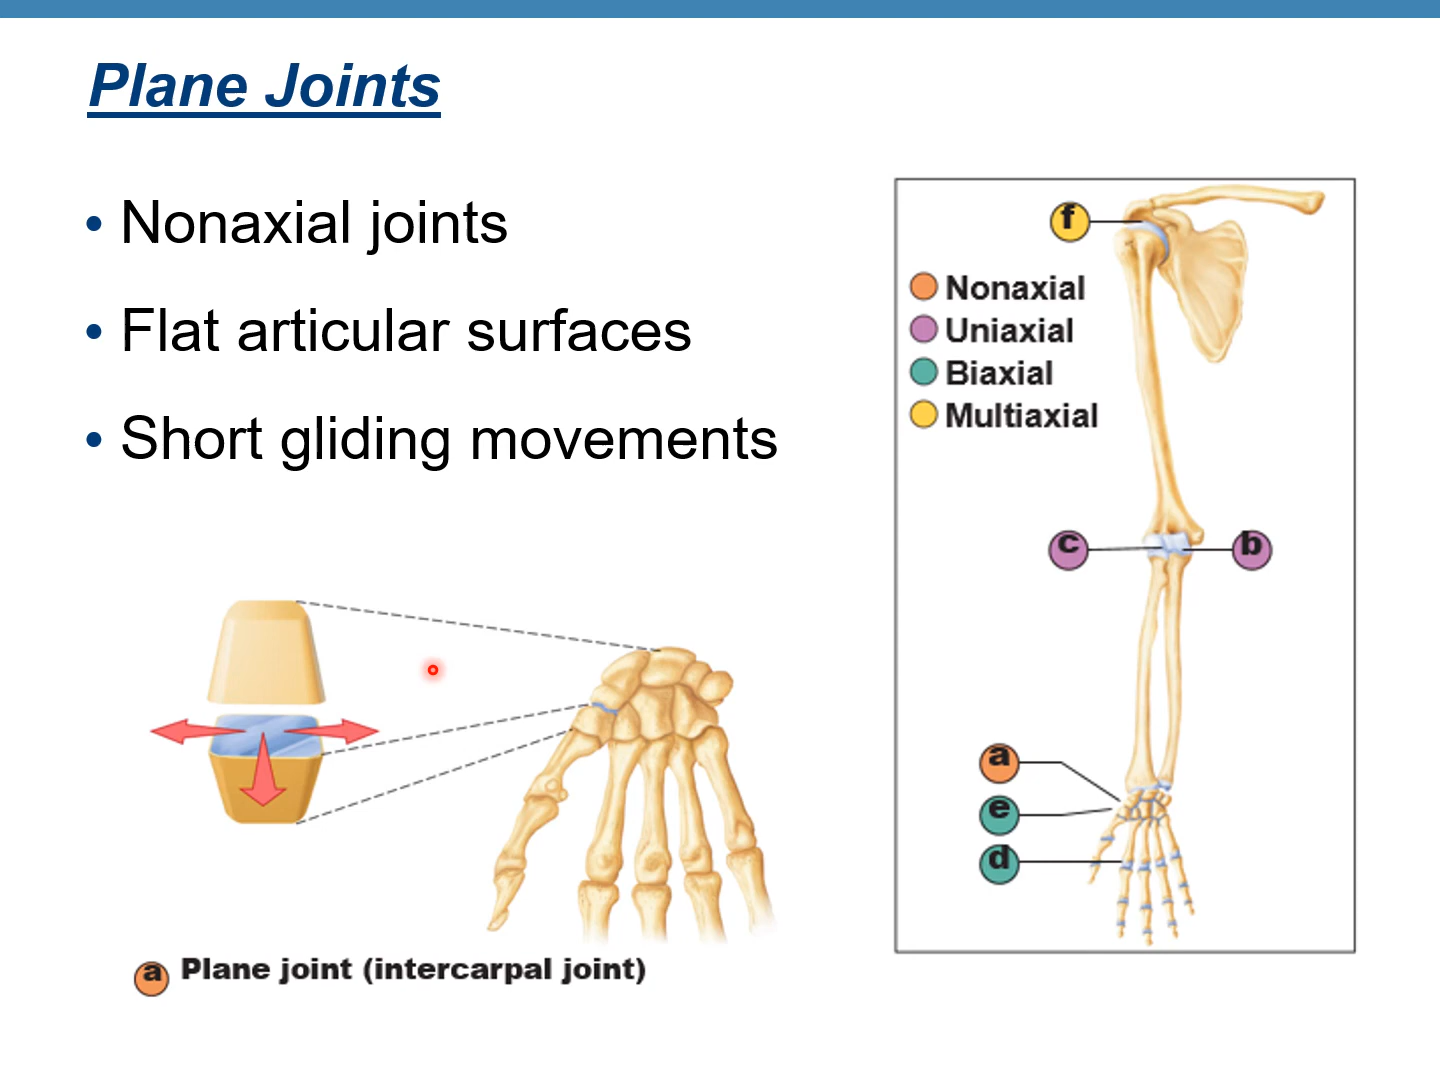 Plane Joints
• Nonaxial joints
• Flat articular surfaces
• Short gliding movements
a Plane joint (intercarpal joint)
f
Nonaxial
Uniaxial
Biaxial
Multiaxial
c
b
a
e
d